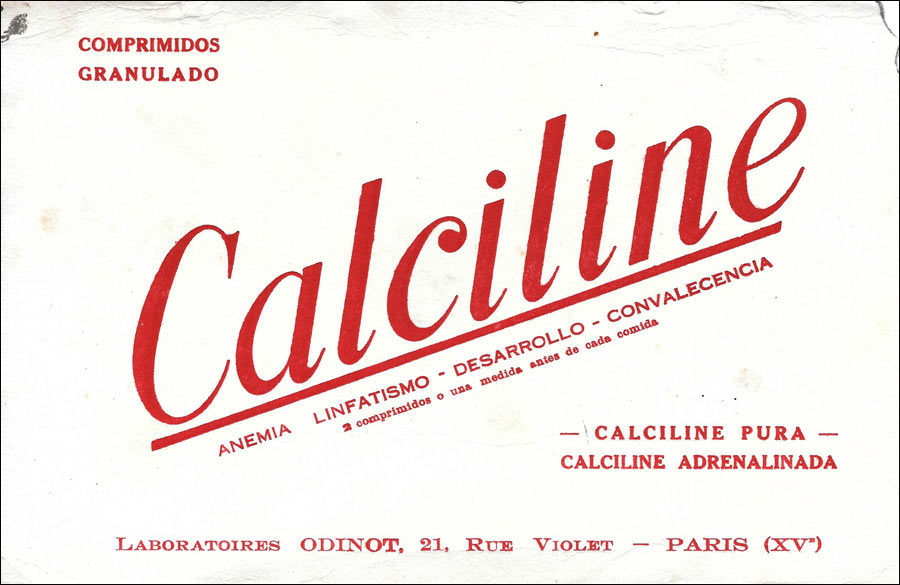 COMPRIMIDOS
GRANULADO
Calciline
ANEMIA LINFATISMO - DESARROLLO - CONVALECENCIA
2 comprimidos o una medida antes de cada comida
— CALCILINE PURA —
CALCILINE ADRENALINADA
LABORATOIRES ODINOT, 21, RUE VIOLET — PARIS (XVe)